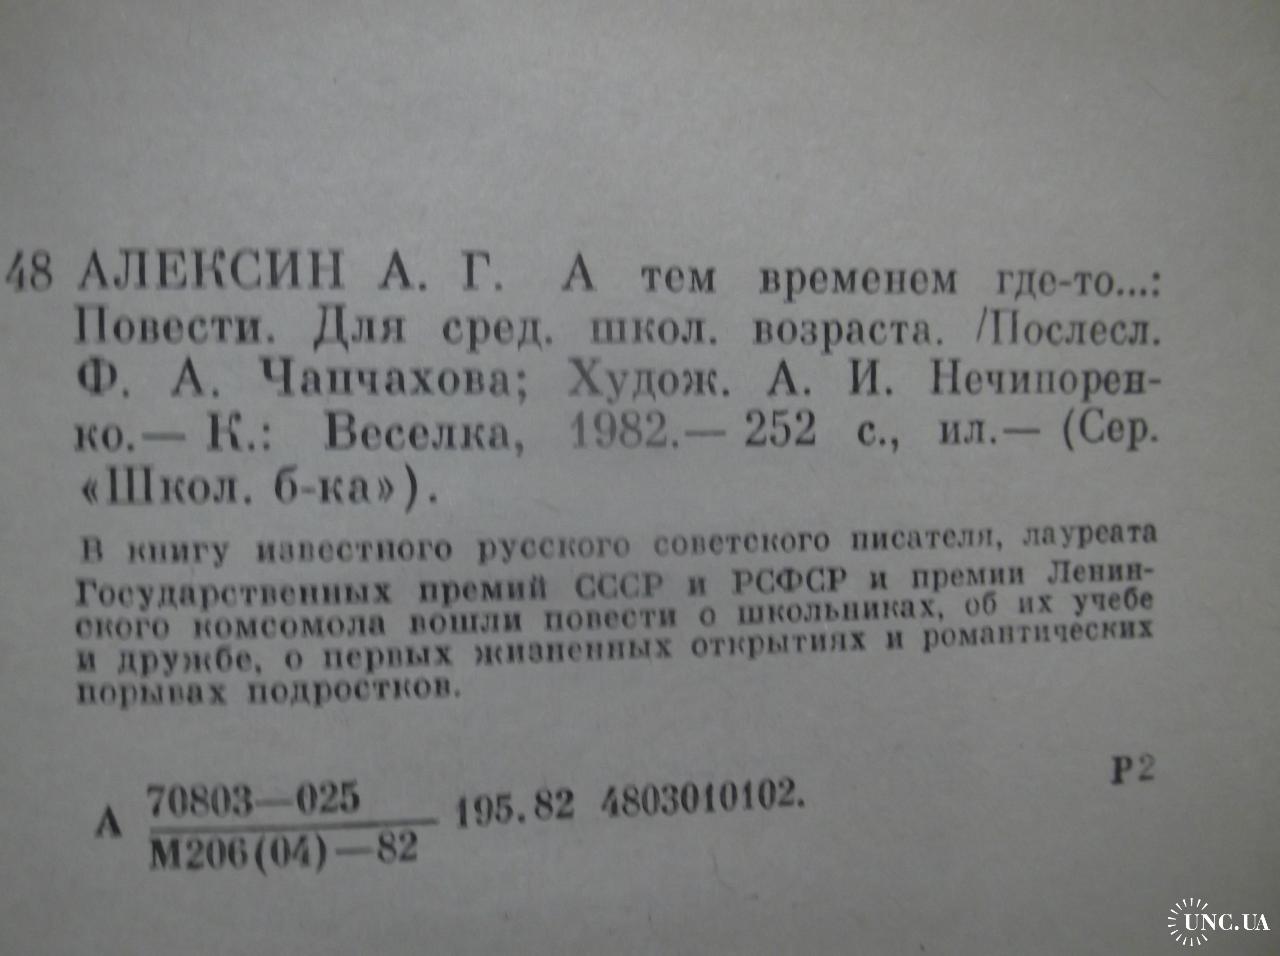 48 АЛЕКСИН А. Г. А тем временем где-то...:
Повести. Для сред. школ. возраста. /Послесл.
Ф. А. Чапчахова; Худож. А. И. Нечипорен-
ко.— К.: Веселка, 1982.— 252 с., ил.— (Сер.
«Школ. б-ка»).
В книгу известного русского советского писателя, лауреата
Государственных премий СССР и РСФСР и премии Ленин-
ского комсомола вошли повести о школьниках, об их учебе
и дружбе, о первых жизненных открытиях и романтических
порывах подростков.
А 70803—025 195.82 4803010102. Р2
М206(04)—82
UNC.UA